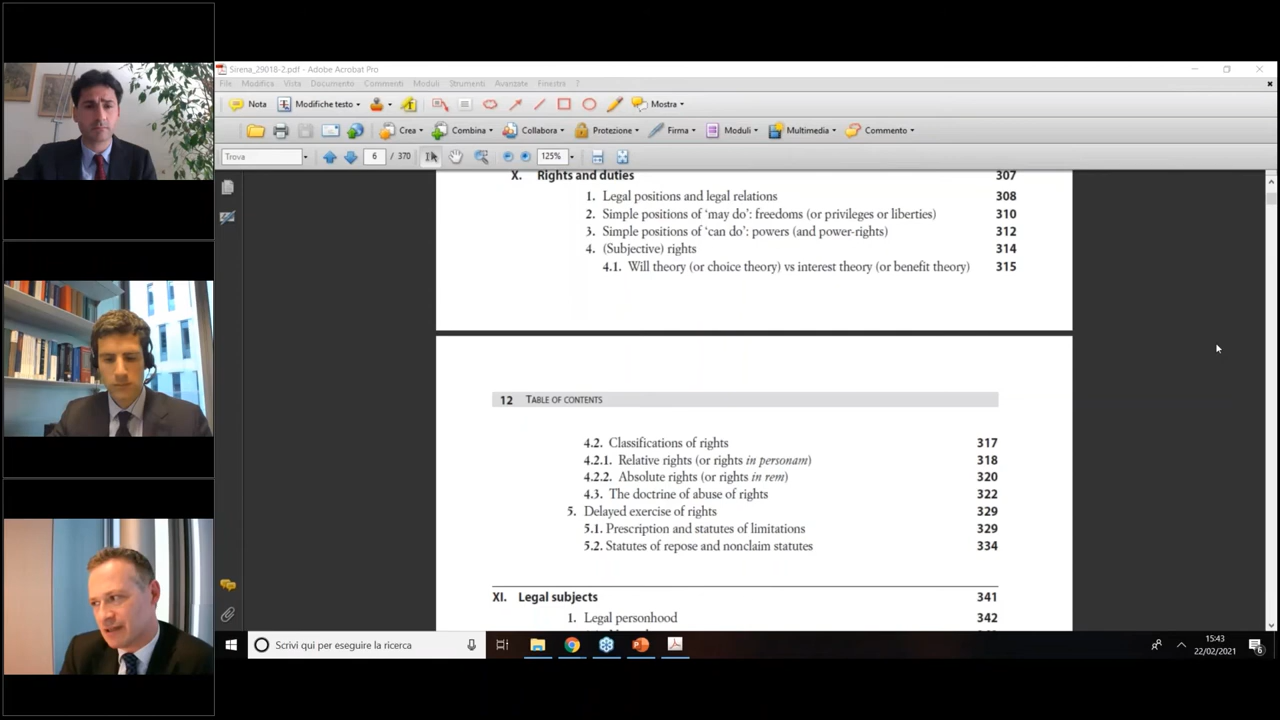 Sirena_29018-2.pdf - Adobe Acrobat Pro
File Modifica Vista Documento Commenti Moduli Strumenti Avanzate Finestra ?
Nota Modifiche testo Mostra
Crea Combina Collabora Protezione Firma Moduli Multimedia Commento
Trova 6 / 370 125%
X. Rights and duties 307
1. Legal positions and legal relations 308
2. Simple positions of ‘may do’: freedoms (or privileges or liberties) 310
3. Simple positions of ‘can do’: powers (and power-rights) 312
4. (Subjective) rights 314
4.1. Will theory (or choice theory) vs interest theory (or benefit theory) 315
12 TABLE OF CONTENTS
4.2. Classifications of rights 317
4.2.1. Relative rights (or rights in personam) 318
4.2.2. Absolute rights (or rights in rem) 320
4.3. The doctrine of abuse of rights 322
5. Delayed exercise of rights 329
5.1. Prescription and statutes of limitations 329
5.2. Statutes of repose and nonclaim statutes 334
XI. Legal subjects 341
1. Legal personhood 342
Scrivi qui per eseguire la ricerca
15:43
22/02/2021
6